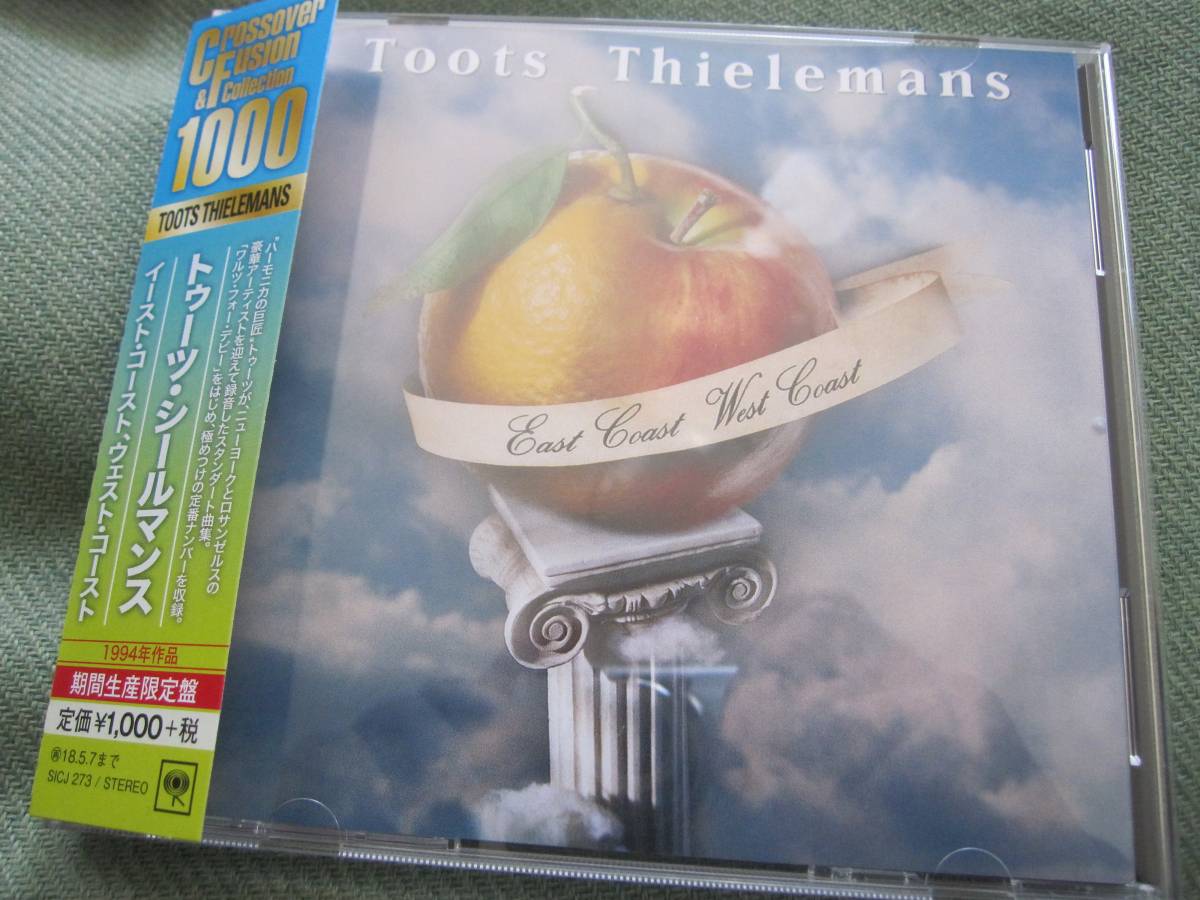 Crossover
& Fusion
Collection
1000
TOOTS THIELEMANS
"ハーモニカの巨匠"トゥーツが、ニューヨークとロサンゼルスの
豪華アーティストを迎えて録音したスタンダード曲集。
「ワルツ・フォー・デビー」をはじめ、極めつけの定番ナンバーを収録。
トゥーツ・シールマンス
イースト・コースト、ウェスト・コースト
1994年作品
期間生産限定盤
定価¥1,000+税
18.5.7まで
SICJ 273 / STEREO
Toots Thielemans
East Coast West Coast